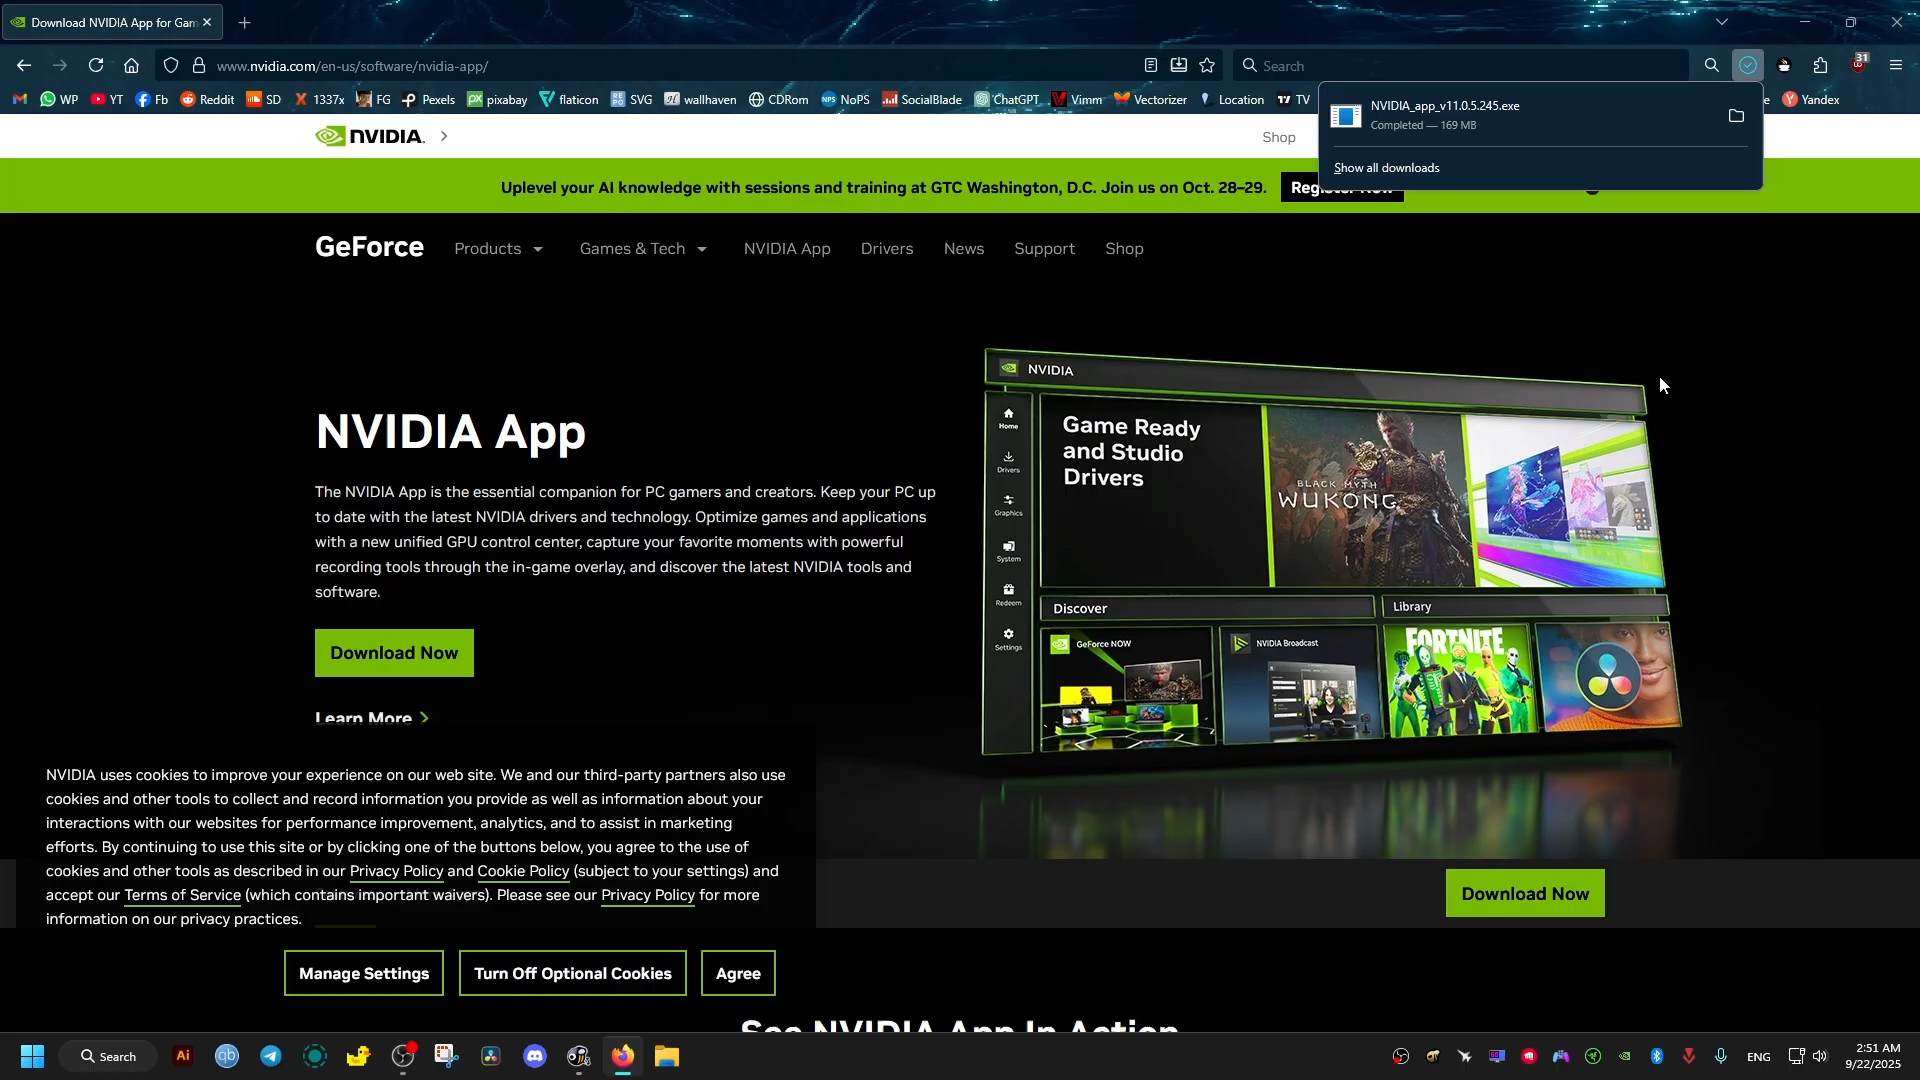 Download NVIDIA App for Gam
www.nvidia.com/en-us/software/nvidia-app/
Search
31
WP
YT
Fb
Reddit
SD
1337x
FG
Pexels
pixabay
flaticon
SVG
wallhaven
CDRom
NoPS
SocialBlade
ChatGPT
Vimm
Vectorizer
Location
TV
Yandex
NVIDIA_app_v11.0.5.245.exe
Completed — 169 MB
Show all downloads
NVIDIA.
Shop
Uplevel your AI knowledge with sessions and training at GTC Washington, D.C. Join us on Oct. 28–29.
Register Now
GeForce
Products
Games & Tech
NVIDIA App
Drivers
News
Support
Shop
NVIDIA App
The NVIDIA App is the essential companion for PC gamers and creators. Keep your PC up
to date with the latest NVIDIA drivers and technology. Optimize games and applications
with a new unified GPU control center, capture your favorite moments with powerful
recording tools through the in-game overlay, and discover the latest NVIDIA tools and
software.
Download Now
Learn More
NVIDIA
Home
Drivers
Graphics
System
Redeem
Settings
Game Ready
and Studio
Drivers
BLACK MYTH
WUKONG
Discover
Library
GeForce NOW
NVIDIA Broadcast
FORTNITE
NVIDIA uses cookies to improve your experience on our web site. We and our third-party partners also use
cookies and other tools to collect and record information you provide as well as information about your
interactions with our websites for performance improvement, analytics, and to assist in marketing
efforts. By continuing to use this site or by clicking one of the buttons below, you agree to the use of
cookies and other tools as described in our Privacy Policy and Cookie Policy (subject to your settings) and
accept our Terms of Service (which contains important waivers). Please see our Privacy Policy for more
information on our privacy practices.
Download Now
Manage Settings
Turn Off Optional Cookies
Agree
See NVIDIA App In Action
Search
Ai
qb
ENG
2:51 AM
9/22/2025